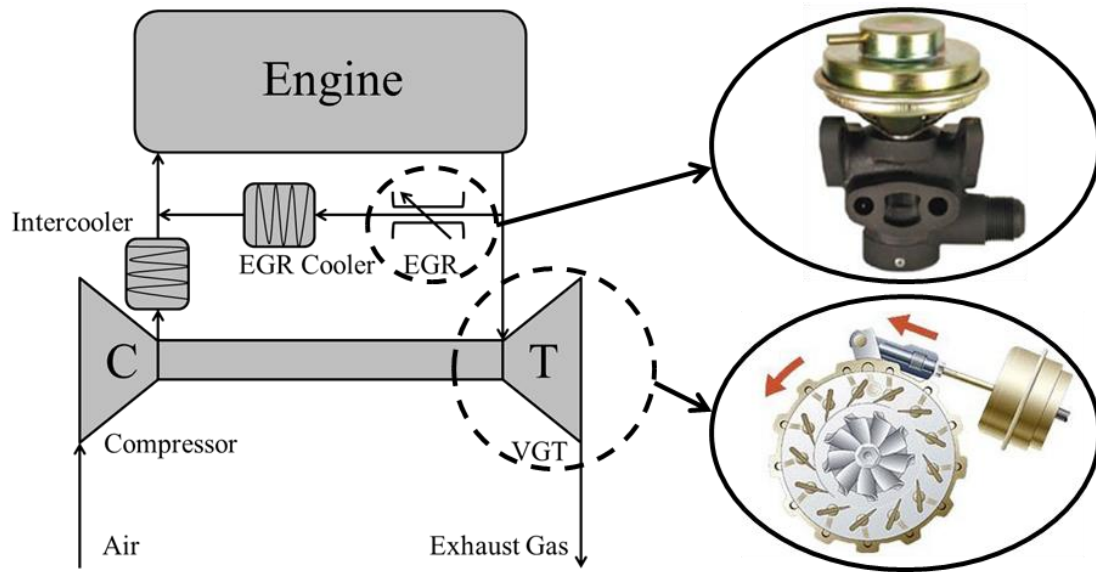 Engine
Intercooler
EGR Cooler
EGR
C
T
Compressor
VGT
Air
Exhaust Gas